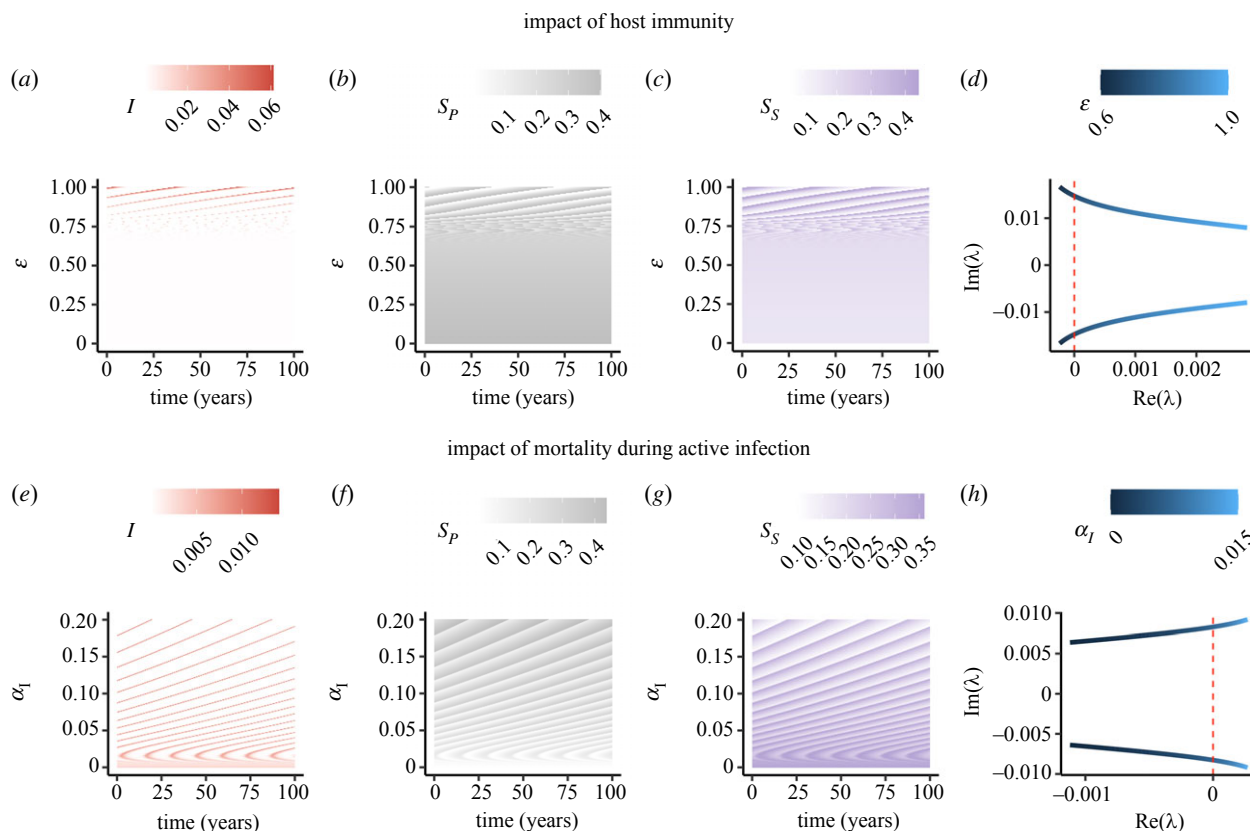 impact of host immunity
(a) (b) (c) (d)
I 0.02 0.04 0.06
S_P 0.1 0.2 0.3 0.4
S_S 0.1 0.2 0.3 0.4
ε 0.6 1.0
ε 1.00 0.75 0.50 0.25 0
0 25 50 75 100
time (years)
ε 1.00 0.75 0.50 0.25 0
0 25 50 75 100
time (years)
ε 1.00 0.75 0.50 0.25 0
0 25 50 75 100
time (years)
Im(λ) 0.01 0 −0.01
0 0.001 0.002
Re(λ)
impact of mortality during active infection
(e) (f) (g) (h)
I 0.005 0.010
S_P 0.1 0.2 0.3 0.4
S_S 0.10 0.15 0.20 0.25 0.30 0.35
α_I 0 0.015
α_I 0.20 0.15 0.10 0.05 0
0 25 50 75 100
time (years)
α_I 0.20 0.15 0.10 0.05 0
0 25 50 75 100
time (years)
α_I 0.20 0.15 0.10 0.05 0
0 25 50 75 100
time (years)
Im(λ) 0.010 0.005 0 −0.005 −0.010
−0.001 0
Re(λ)